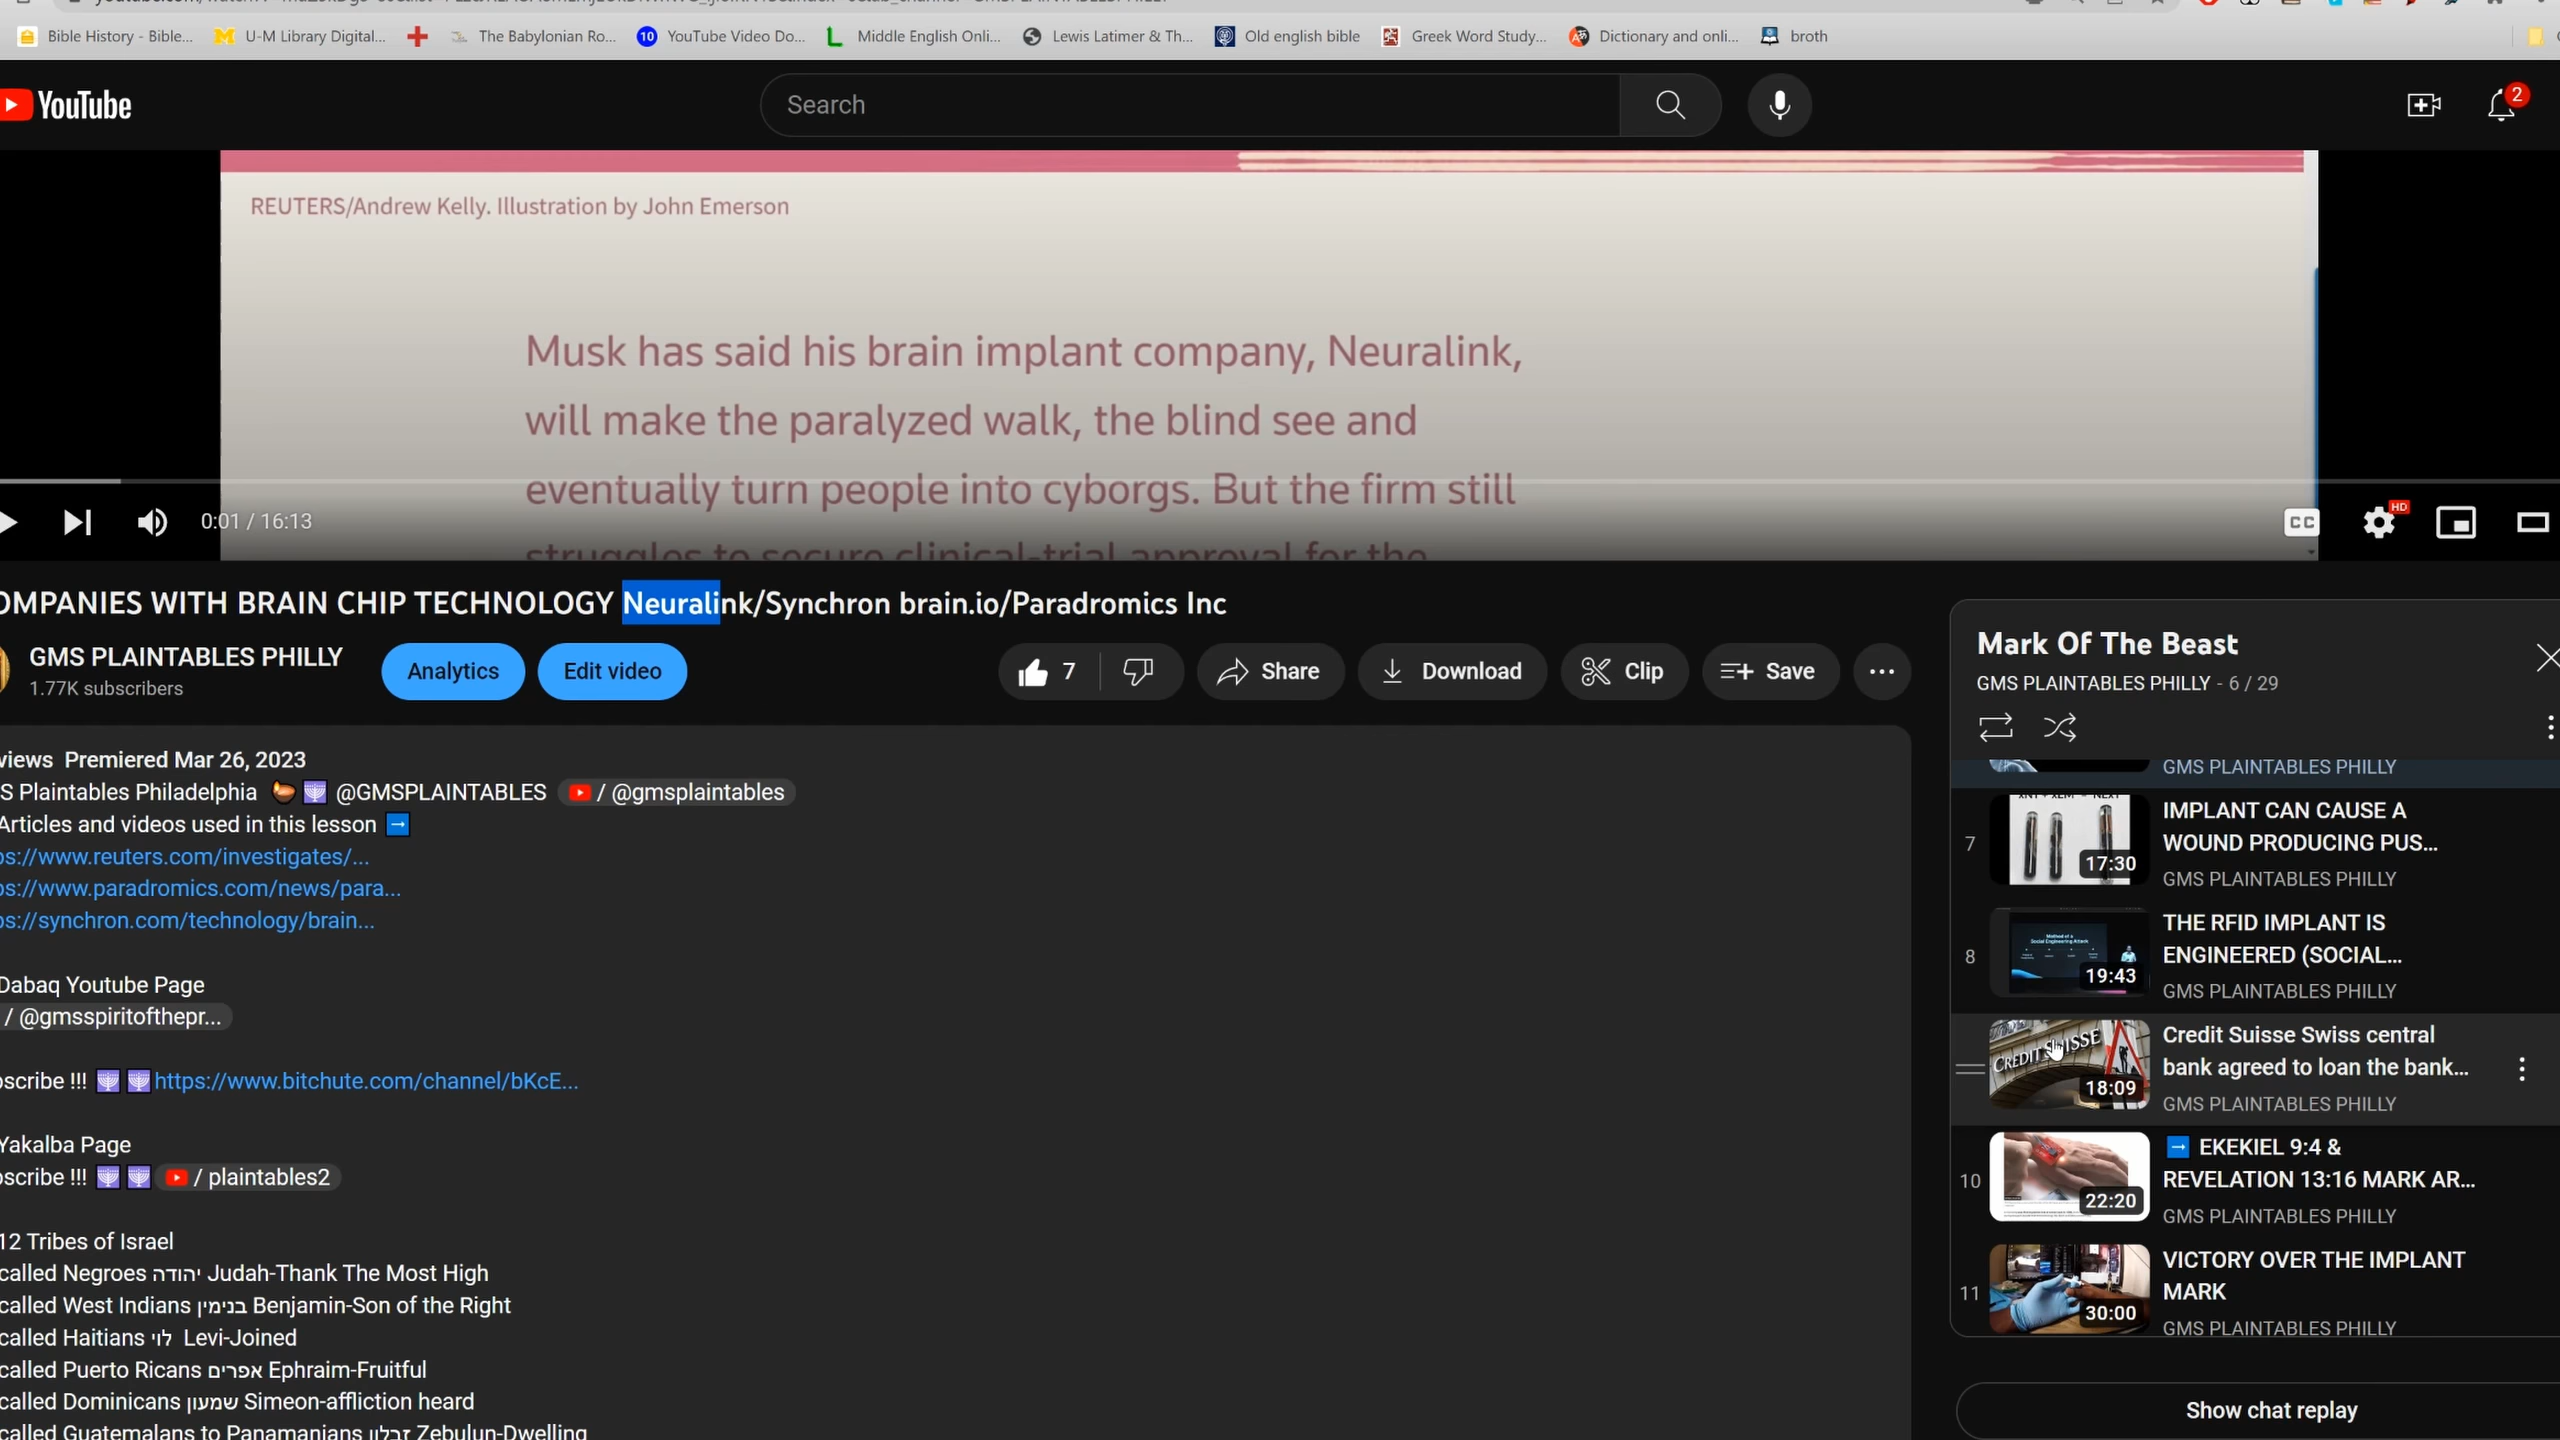 Bible History - Bible...
U-M Library Digital...
The Babylonian Ro...
10 YouTube Video Do...
Middle English Onli...
Lewis Latimer & Th...
Old english bible
Greek Word Study...
Dictionary and onli...
broth
YouTube
Search
2
REUTERS/Andrew Kelly. Illustration by John Emerson
Musk has said his brain implant company, Neuralink,
will make the paralyzed walk, the blind see and
eventually turn people into cyborgs. But the firm still
struggles to secure clinical-trial approval for the
0:01 / 16:13
CC
HD
OMPANIES WITH BRAIN CHIP TECHNOLOGY Neuralink/Synchron brain.io/Paradromics Inc
GMS PLAINTABLES PHILLY
1.77K subscribers
Analytics
Edit video
7
Share
Download
Clip
Save
views Premiered Mar 26, 2023
S Plaintables Philadelphia @GMSPLAINTABLES / @gmsplaintables
Articles and videos used in this lesson
ps://www.reuters.com/investigates/...
ps://www.paradromics.com/news/para...
ps://synchron.com/technology/brain...
Dabaq Youtube Page
/ @gmsspiritofthepr...
bscribe !!! https://www.bitchute.com/channel/bKcE...
Yakalba Page
bscribe !!! / plaintables2
12 Tribes of Israel
called Negroes יהודה Judah-Thank The Most High
called West Indians בנימין Benjamin-Son of the Right
called Haitians לוי Levi-Joined
called Puerto Ricans אפרים Ephraim-Fruitful
called Dominicans שמעון Simeon-affliction heard
called Guatemalans to Panamanians זבלון Zebulun-Dwelling
Mark Of The Beast
GMS PLAINTABLES PHILLY - 6 / 29
GMS PLAINTABLES PHILLY
7
17:30
IMPLANT CAN CAUSE A
WOUND PRODUCING PUS...
GMS PLAINTABLES PHILLY
8
19:43
THE RFID IMPLANT IS
ENGINEERED (SOCIAL...
GMS PLAINTABLES PHILLY
CREDIT SUISSE
18:09
Credit Suisse Swiss central
bank agreed to loan the bank...
GMS PLAINTABLES PHILLY
10
22:20
EKEKIEL 9:4 &
REVELATION 13:16 MARK AR...
GMS PLAINTABLES PHILLY
11
30:00
VICTORY OVER THE IMPLANT
MARK
GMS PLAINTABLES PHILLY
Show chat replay